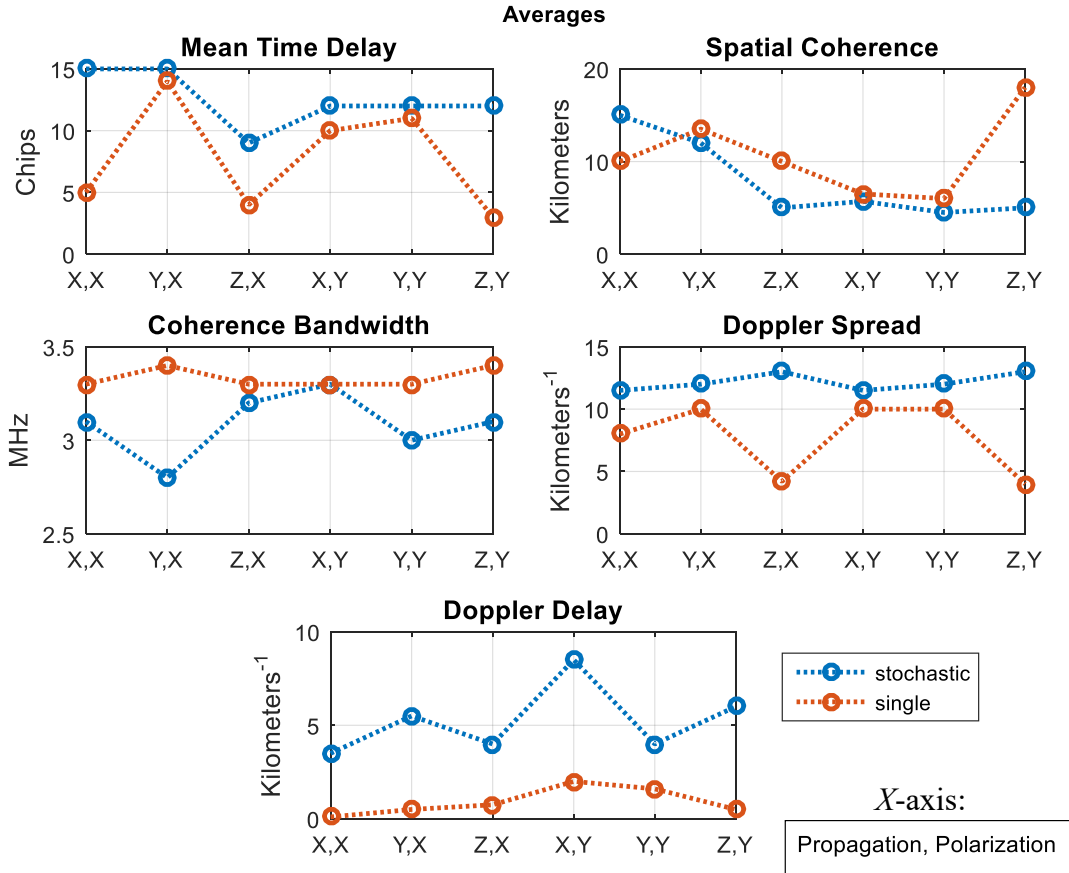 Averages
Mean Time Delay
15
10
5
0
Chips
X,X Y,X Z,X X,Y Y,Y Z,Y
Spatial Coherence
20
10
0
Kilometers
X,X Y,X Z,X X,Y Y,Y Z,Y
Coherence Bandwidth
3.5
3
2.5
MHz
X,X Y,X Z,X X,Y Y,Y Z,Y
Doppler Spread
15
10
5
0
Kilometers⁻¹
X,X Y,X Z,X X,Y Y,Y Z,Y
Doppler Delay
10
5
0
Kilometers⁻¹
X,X Y,X Z,X X,Y Y,Y Z,Y
stochastic
single
X-axis:
Propagation, Polarization